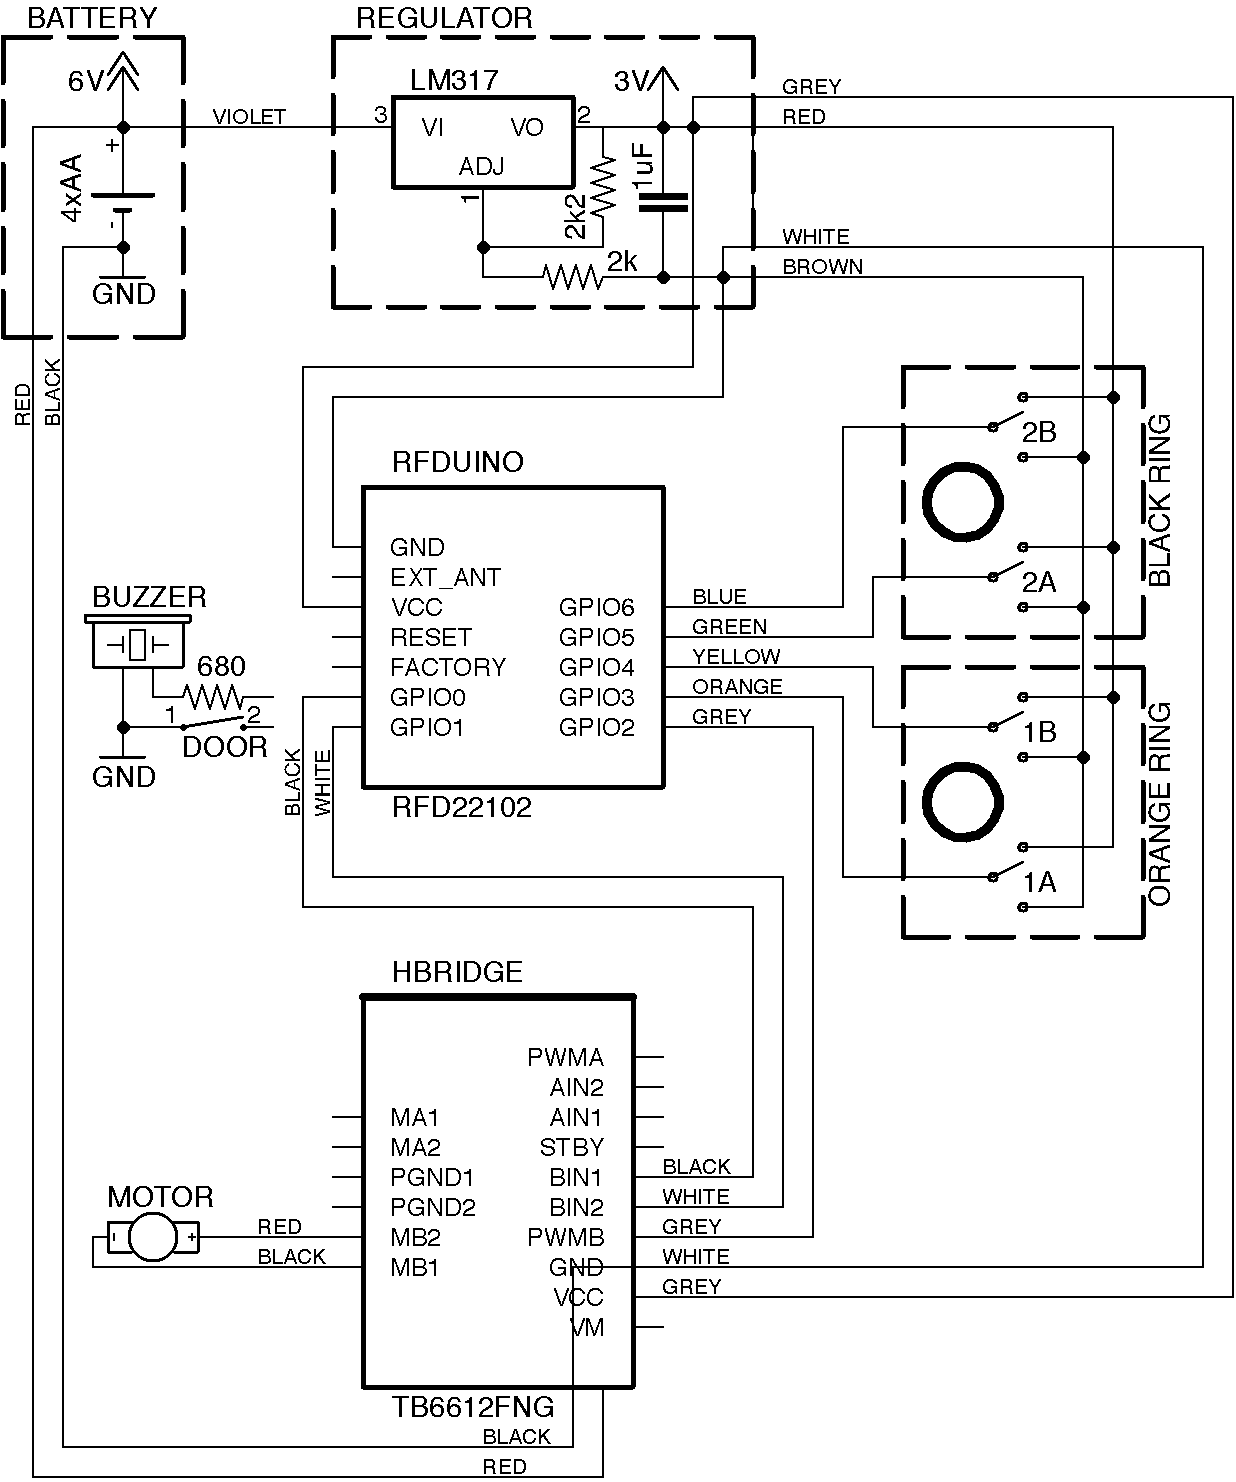 BATTERY
REGULATOR
6V
LM317
3V
GREY
VIOLET
3
VI
VO
2
RED
+
ADJ
4xAA
1
2k2
1uF
-
WHITE
2k
BROWN
GND
RED
BLACK
2B
BLACK RING
RFDUINO
GND
EXT_ANT
2A
BUZZER
VCC
GPIO6
BLUE
RESET
GPIO5
GREEN
680
FACTORY
GPIO4
YELLOW
GPIO0
GPIO3
ORANGE
1
2
GPIO1
GPIO2
GREY
1B
DOOR
GND
BLACK
WHITE
RFD22102
ORANGE RING
1A
HBRIDGE
PWMA
AIN2
MA1
AIN1
MA2
STBY
PGND1
BIN1
BLACK
MOTOR
PGND2
BIN2
WHITE
-
+
RED
MB2
PWMB
GREY
BLACK
MB1
GND
WHITE
VCC
GREY
VM
TB6612FNG
BLACK
RED